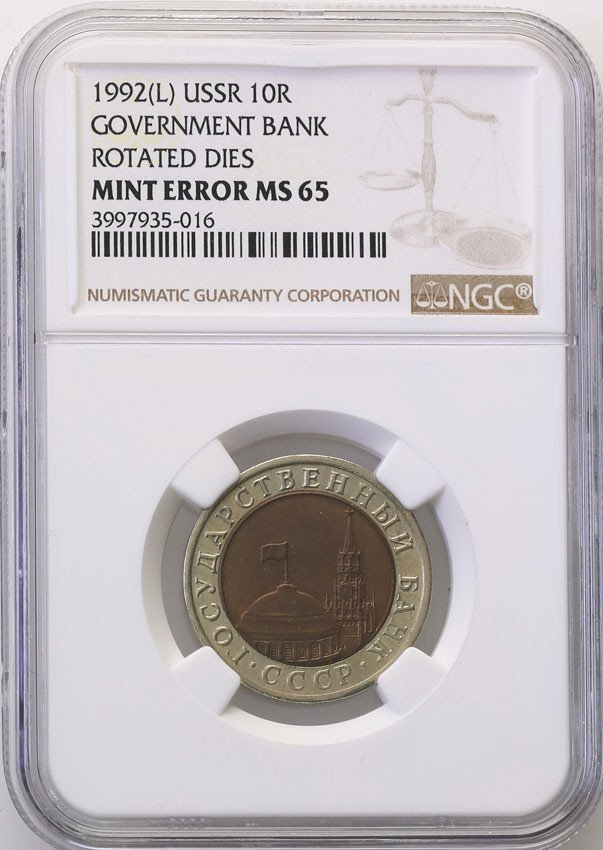 1992(L) USSR 10R
GOVERNMENT BANK
ROTATED DIES
MINT ERROR MS 65
3997935-016
NUMISMATIC GUARANTY CORPORATION NGC®
ГОСУДАРСТВЕННЫЙ БАНК
· СССР ·